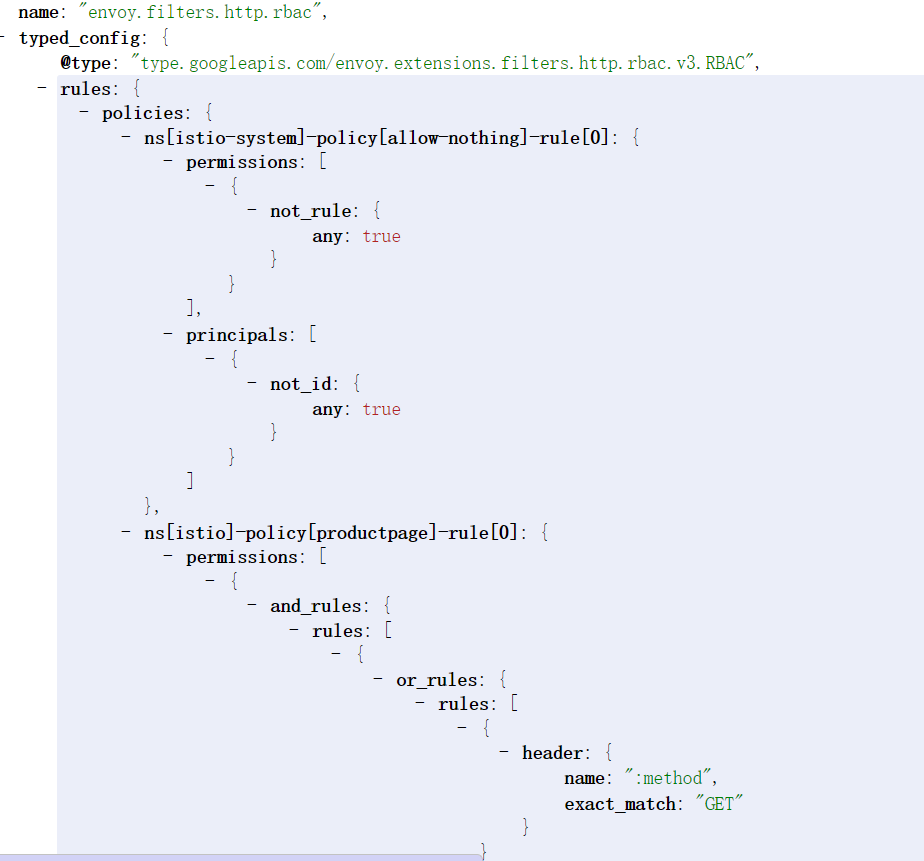 name: "envoy.filters.http.rbac",
- typed_config: {
@type: "type.googleapis.com/envoy.extensions.filters.http.rbac.v3.RBAC",
- rules: {
- policies: {
- ns[istio-system]-policy[allow-nothing]-rule[0]: {
- permissions: [
- {
- not_rule: {
any: true
}
}
],
- principals: [
- {
- not_id: {
any: true
}
}
]
},
- ns[istio]-policy[productpage]-rule[0]: {
- permissions: [
- {
- and_rules: {
- rules: [
- {
- or_rules: {
- rules: [
- {
- header: {
name: ":method",
exact_match: "GET"
}
}